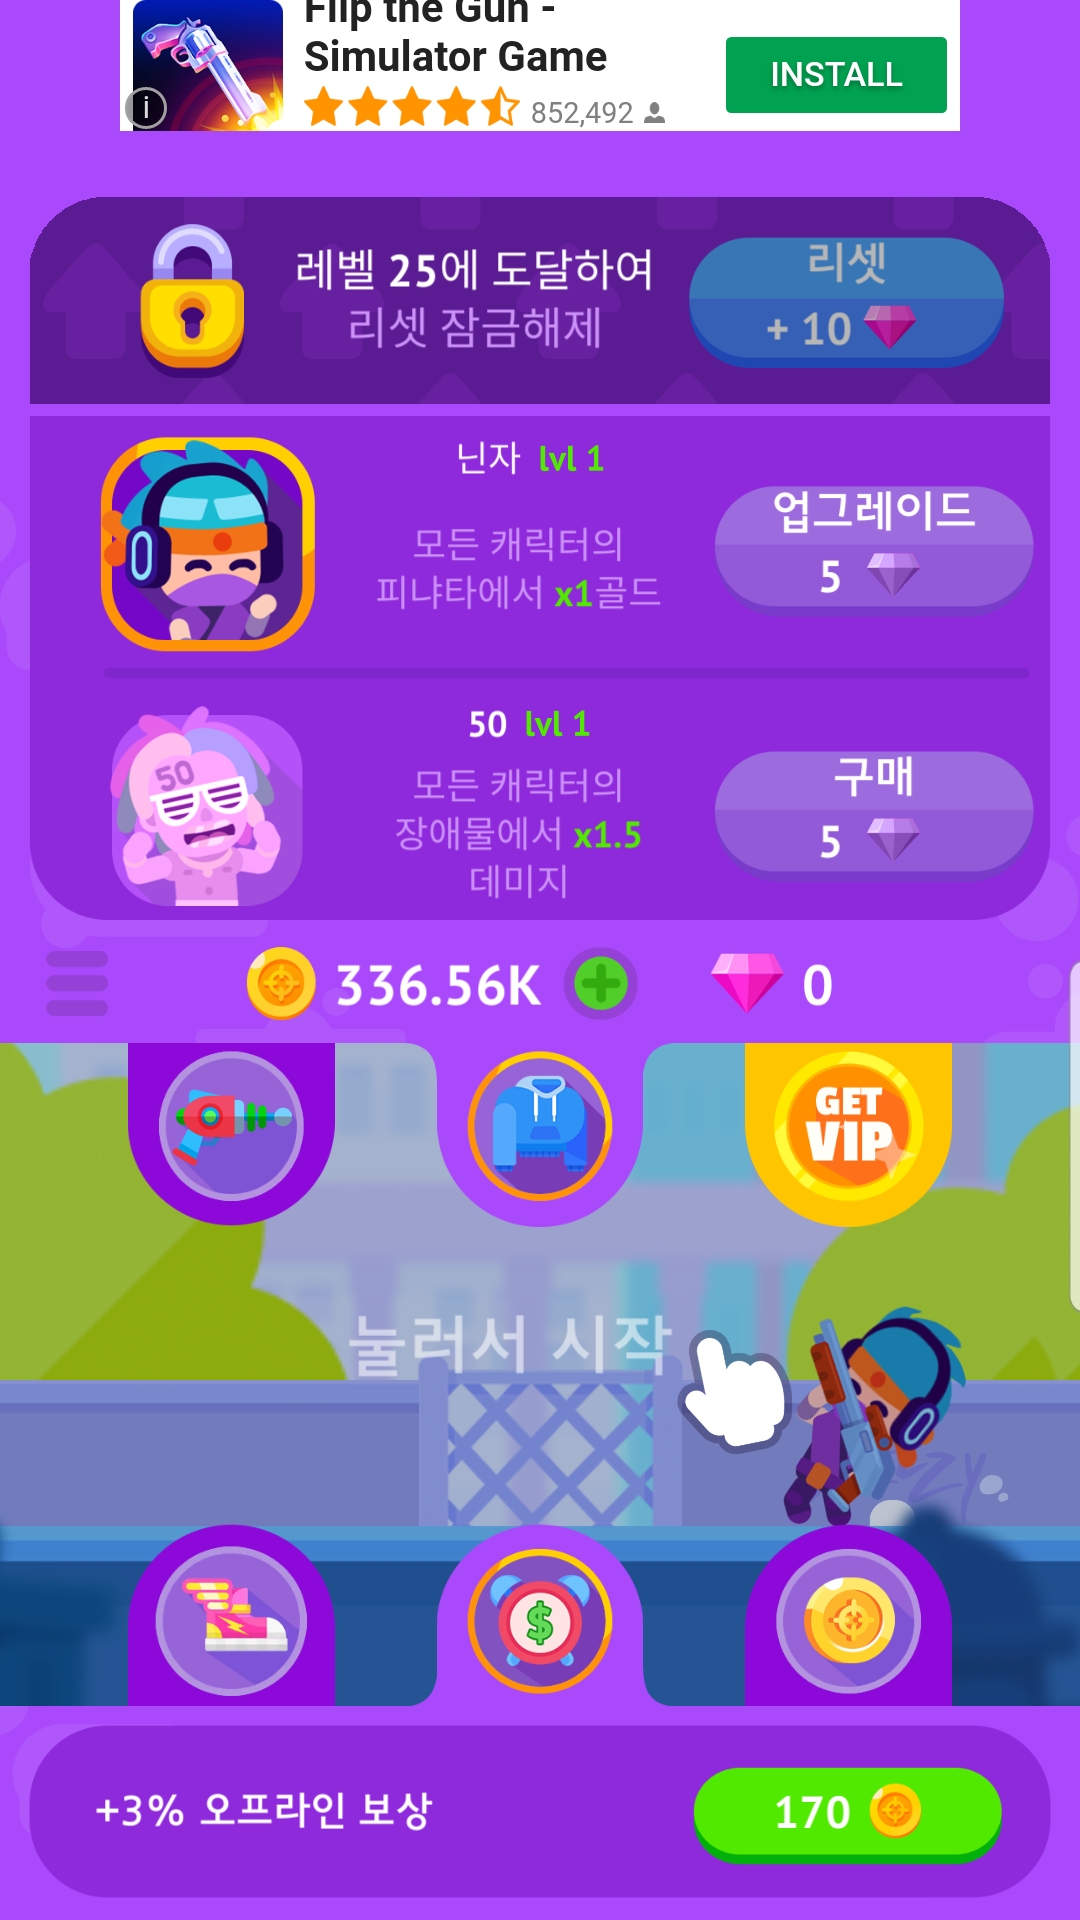 Flip the Gun -
Simulator Game
852,492
INSTALL
레벨 25에 도달하여
리셋 잠금해제
리셋
+ 10
닌자 lvl 1
모든 캐릭터의
피냐타에서 x1골드
업그레이드
5
50
50 lvl 1
모든 캐릭터의
장애물에서 x1.5
데미지
구매
5
336.56K
0
GET
VIP
눌러서 시작
$
+3% 오프라인 보상
170